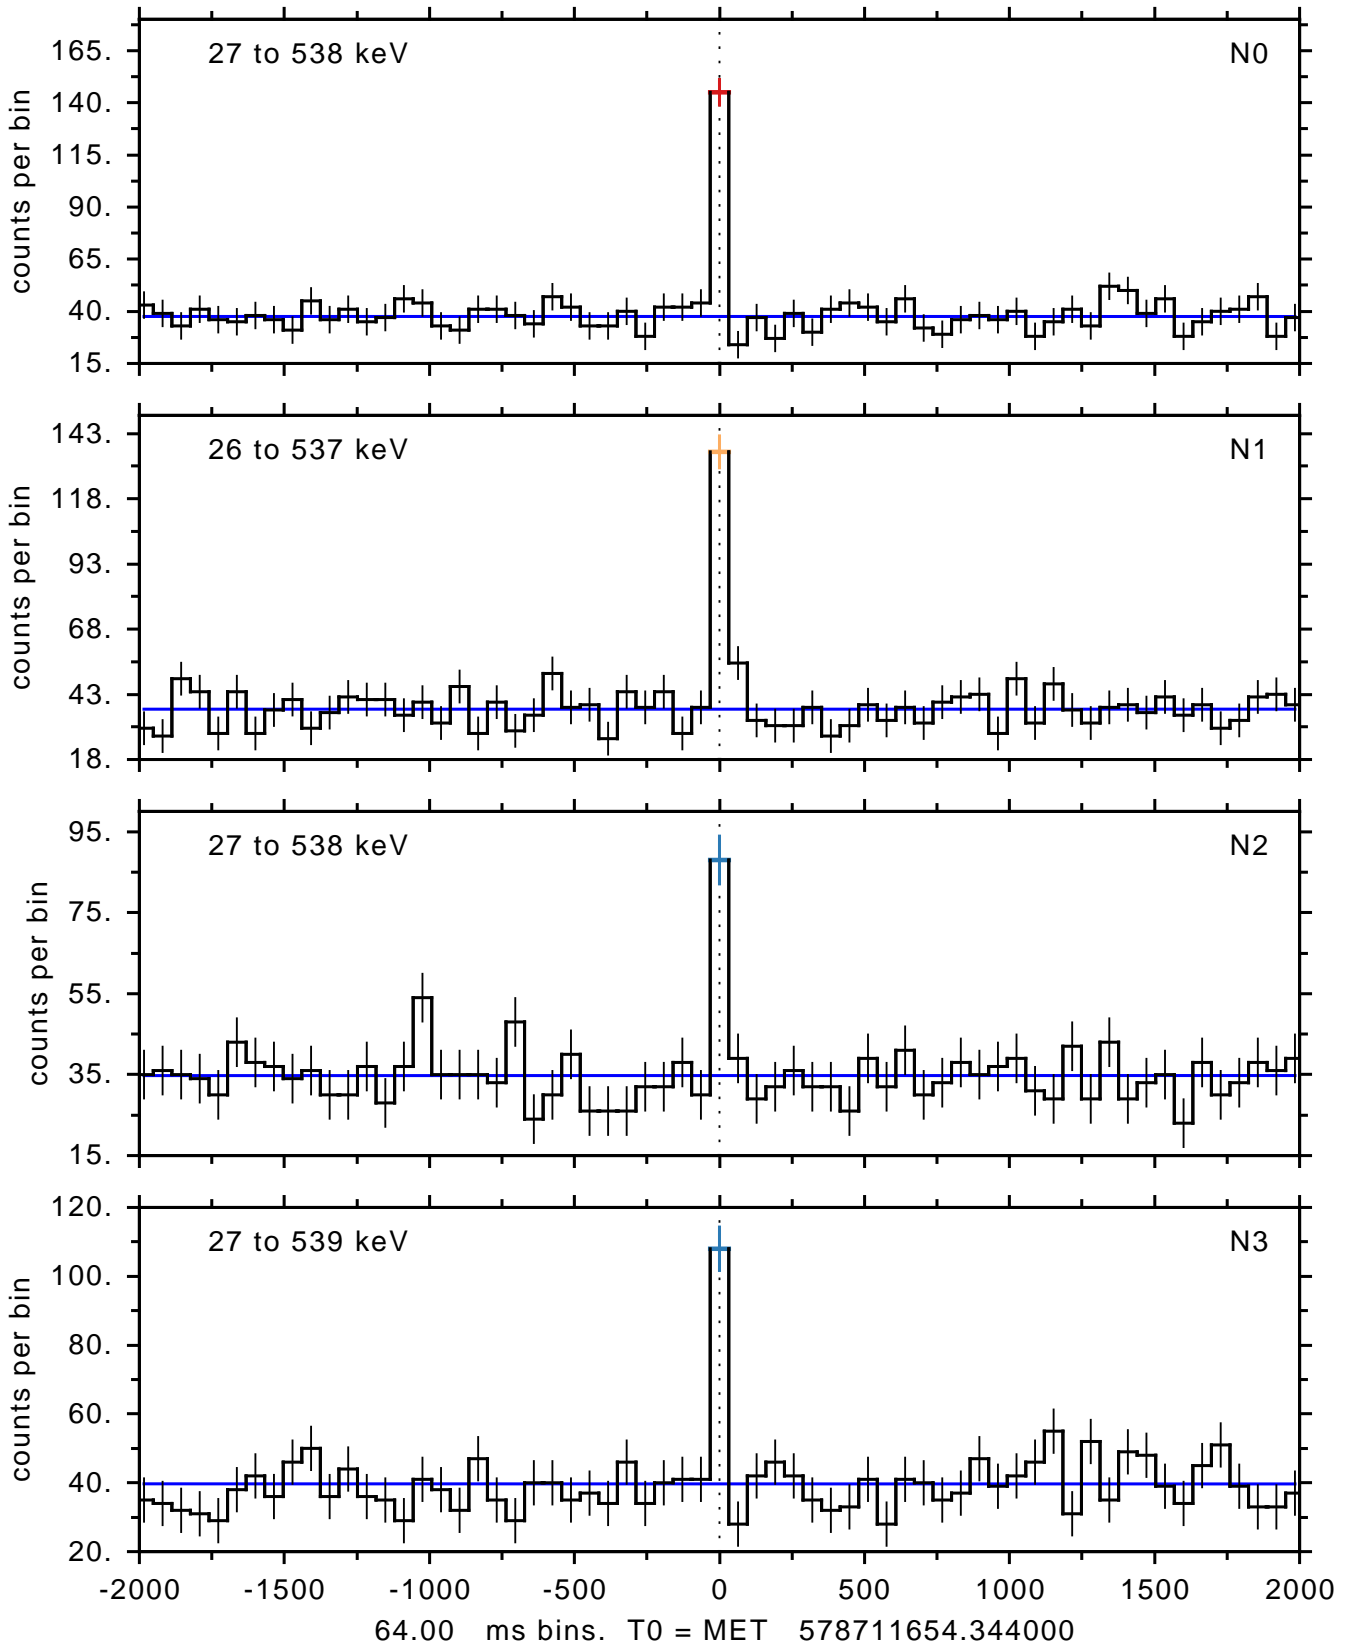 27 to 538 keV N0
165.
140.
115.
90.
65.
40.
15.
counts per bin
26 to 537 keV N1
143.
118.
93.
68.
43.
18.
counts per bin
27 to 538 keV N2
95.
75.
55.
35.
15.
counts per bin
27 to 539 keV N3
120.
100.
80.
60.
40.
20.
counts per bin
-2000 -1500 -1000 -500 0 500 1000 1500 2000
64.00 ms bins. T0 = MET 578711654.344000